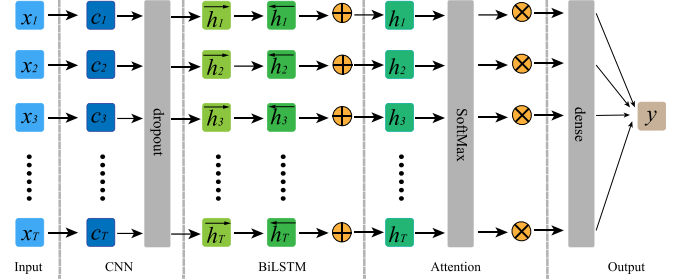 x1 c1 h1 h1 h1
x2 c2 h2 h2 h2
x3 c3 h3 h3 h3
dropout
SoftMax
dense
y
xT cT hT hT hT
Input CNN BiLSTM Attention Output